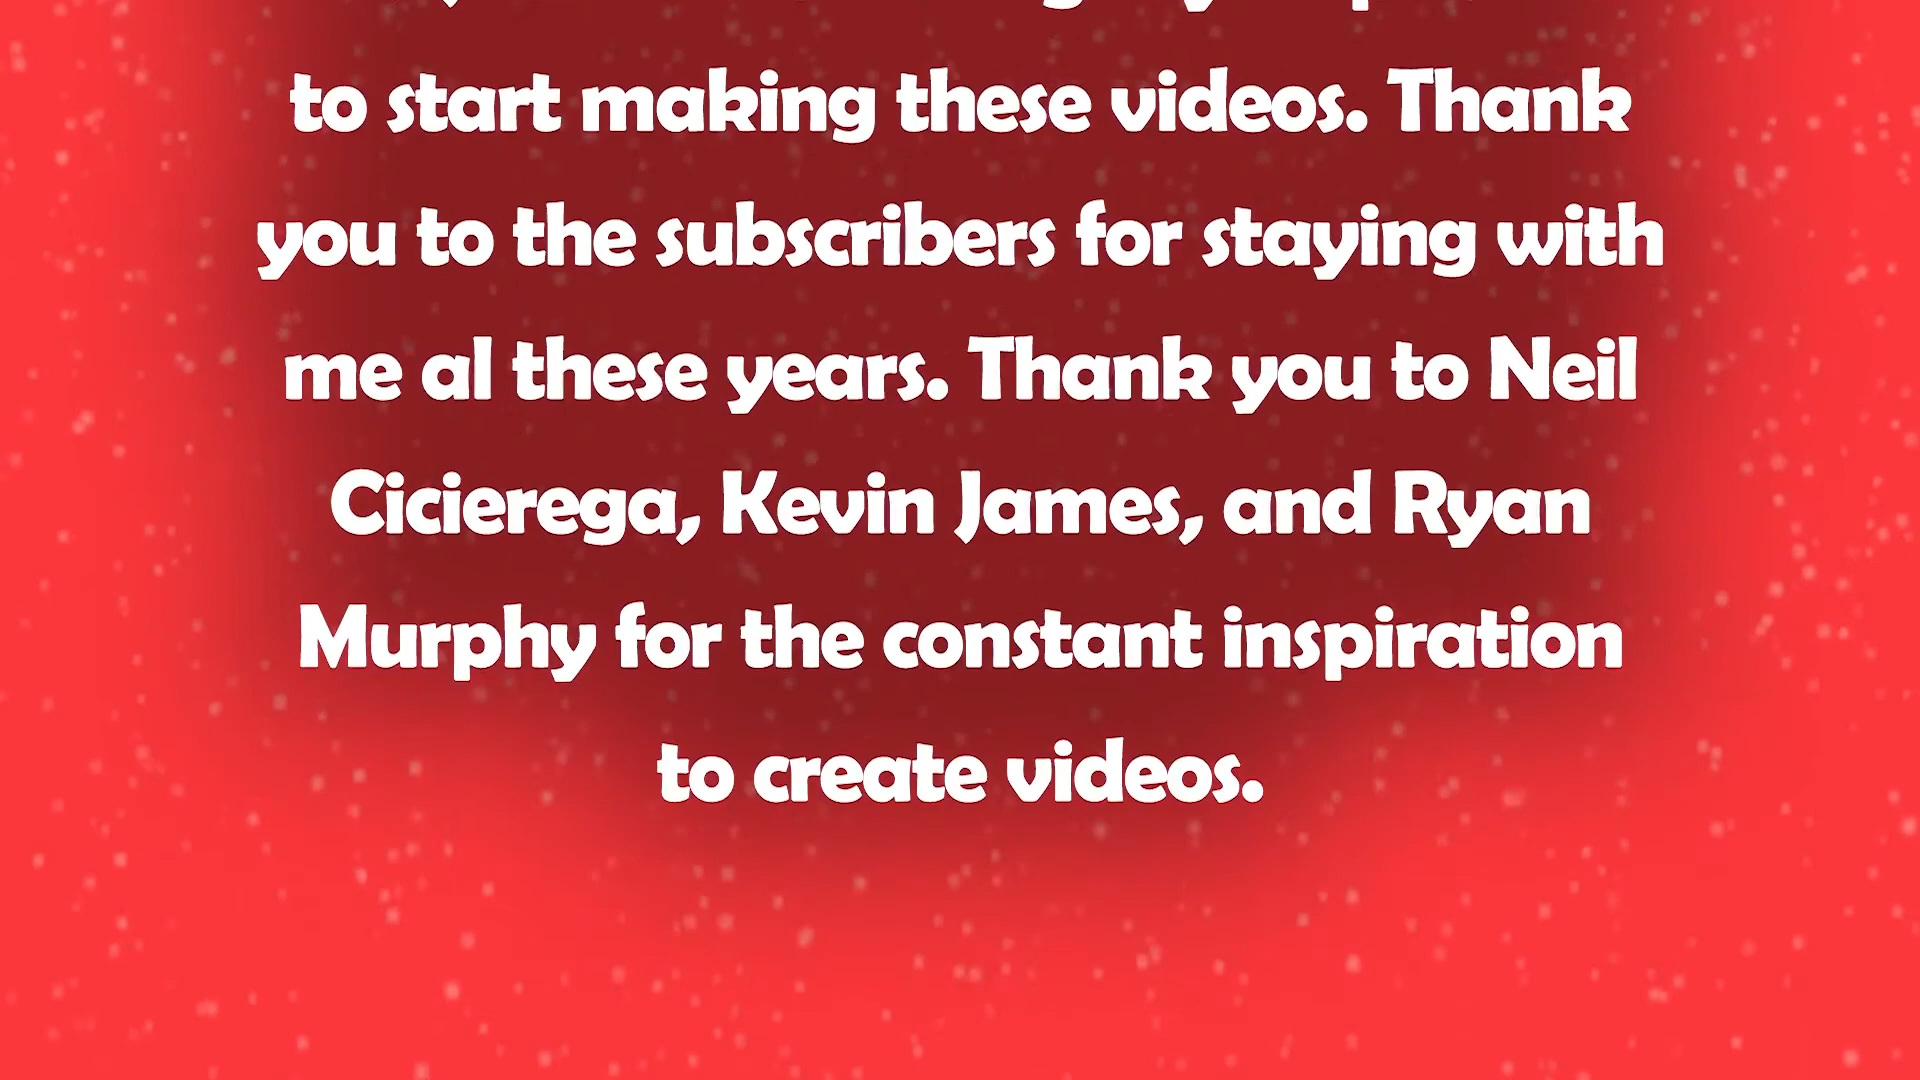 to start making these videos. Thank
you to the subscribers for staying with
me al these years. Thank you to Neil
Cicierega, Kevin James, and Ryan
Murphy for the constant inspiration
to create videos.